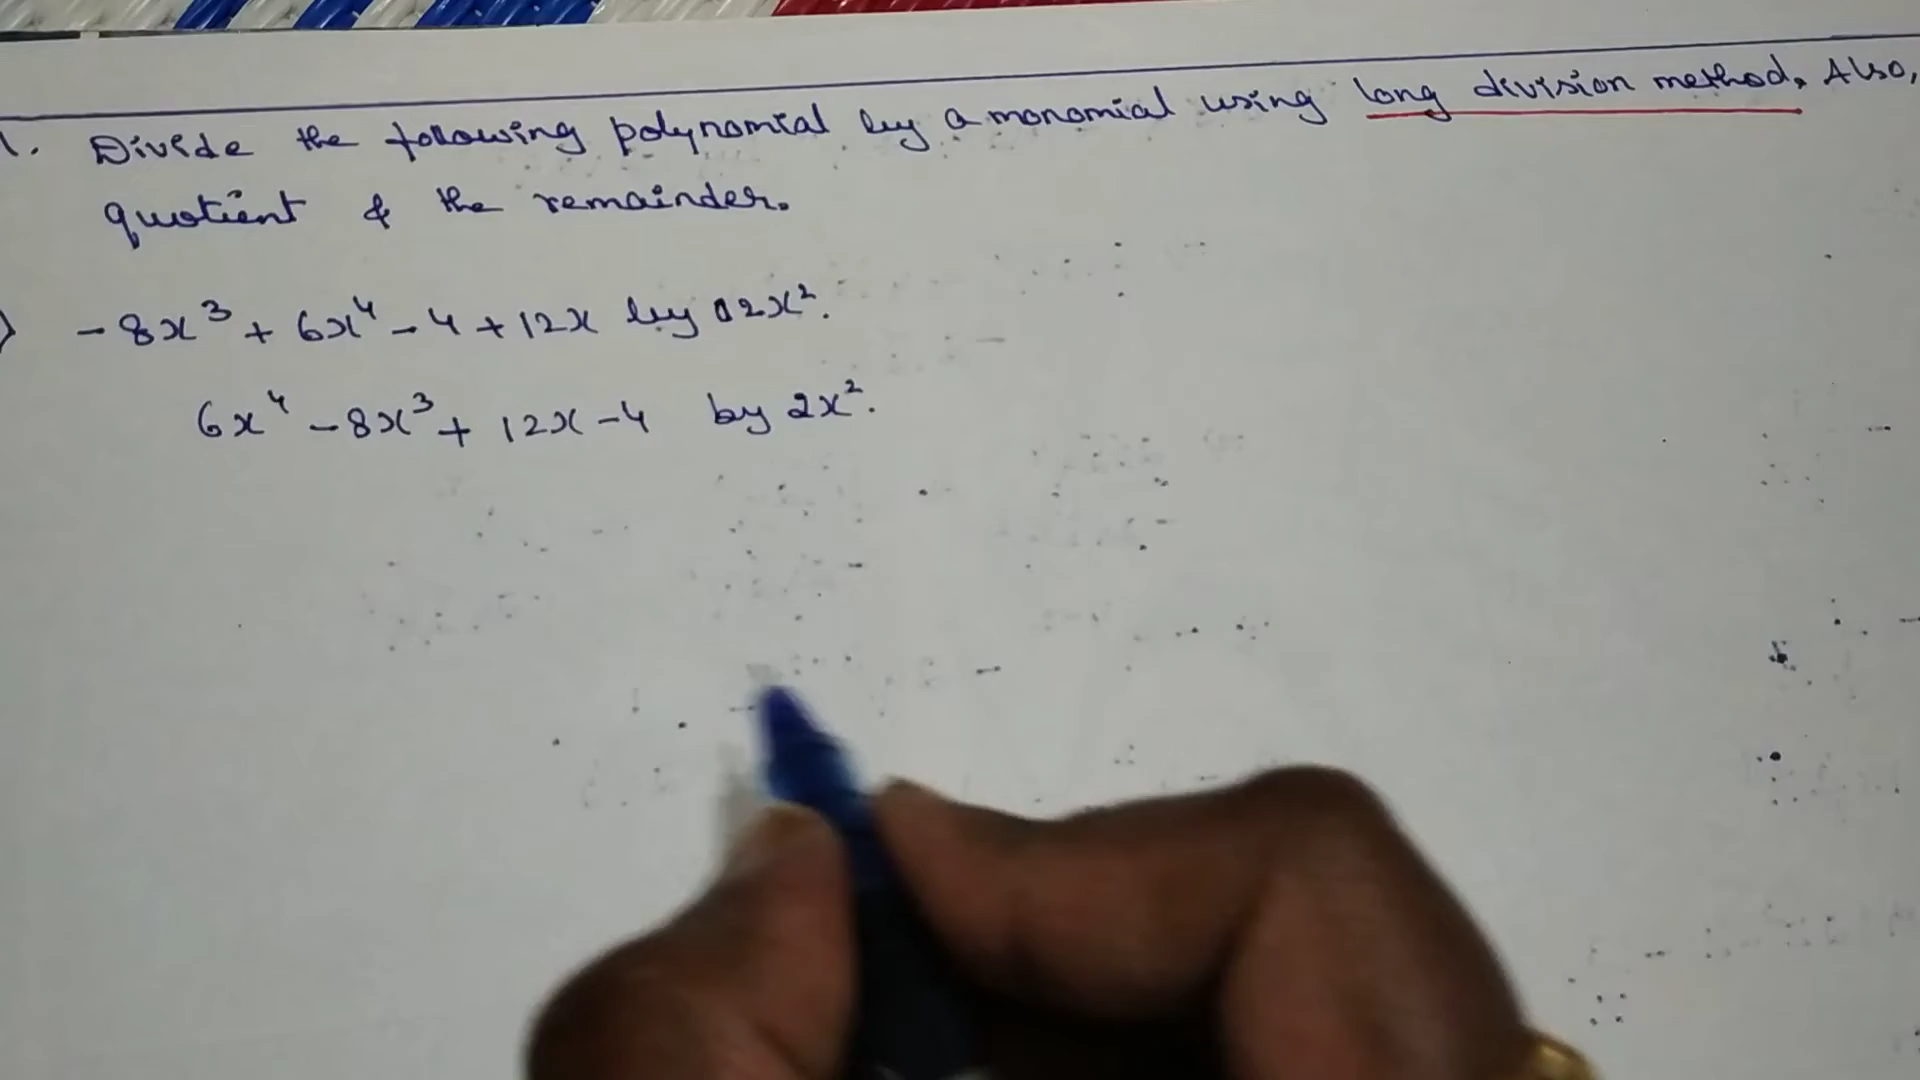 1. Divide the following polynomial by a monomial using long division method. Also,
quotient & the remainder.
) -8x³ + 6x⁴ - 4 + 12x by 2x².
6x⁴ - 8x³ + 12x - 4 by 2x².